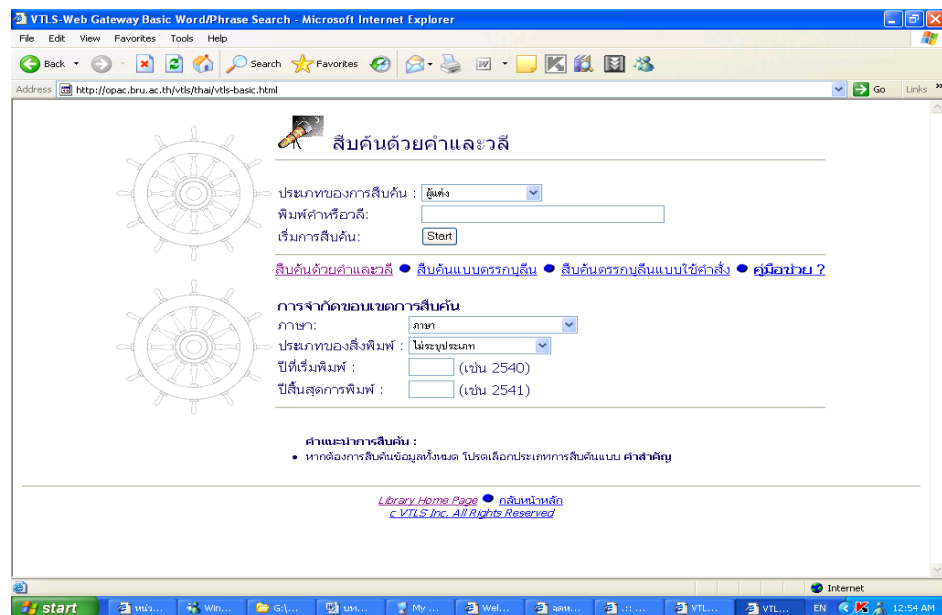 VTLS-Web Gateway Basic Word/Phrase Search - Microsoft Internet Explorer
File Edit View Favorites Tools Help
Back Search Favorites
Address http://opac.bru.ac.th/vtls/thai/vtls-basic.html Go Links »
สืบค้นด้วยคำและวลี
ประเภทของการสืบค้น : ผู้แต่ง
พิมพ์คำหรือวลี:
เริ่มการสืบค้น: Start
สืบค้นด้วยคำและวลี ● สืบค้นแบบตรรกบูลีน ● สืบค้นตรรกบูลีนแบบใช้คำสั่ง ● คู่มือช่วย ?
การจำกัดขอบเขตการสืบค้น
ภาษา: ภาษา
ประเภทของสิ่งพิมพ์ : ไม่ระบุประเภท
ปีที่เริ่มพิมพ์ : (เช่น 2540)
ปีสิ้นสุดการพิมพ์ : (เช่น 2541)
คำแนะนำการสืบค้น :
• หากต้องการสืบค้นข้อมูลทั้งหมด โปรดเลือกประเภทการสืบค้นแบบ คำสำคัญ
Library Home Page ● กลับหน้าหลัก
c VTLS Inc. All Rights Reserved
Internet
start หน่ว... Win... G:\... บท... My ... Wel... .:: ... VTL... VTL... EN 12:54 AM